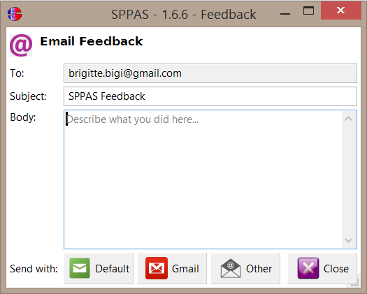 SPPAS - 1.6.6 - Feedback
@ Email Feedback
To: brigitte.bigi@gmail.com
Subject: SPPAS Feedback
Body: Describe what you did here...
Send with: Default Gmail Other Close